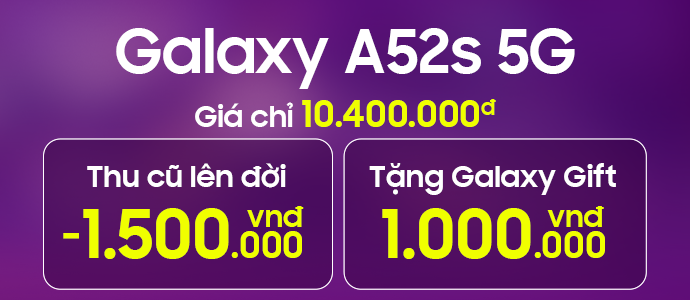 Galaxy A52s 5G
Giá chỉ 10.400.000đ
Thu cũ lên đời
-1.500.000 vnđ
Tặng Galaxy Gift
1.000.000 vnđ